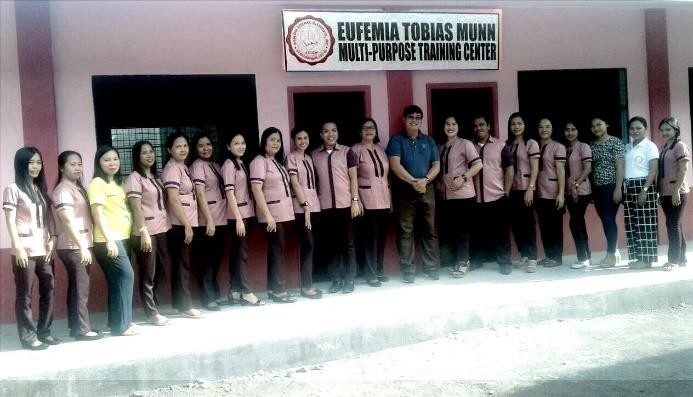 EUFEMIA TOBIAS MUNN
MULTI-PURPOSE TRAINING CENTER